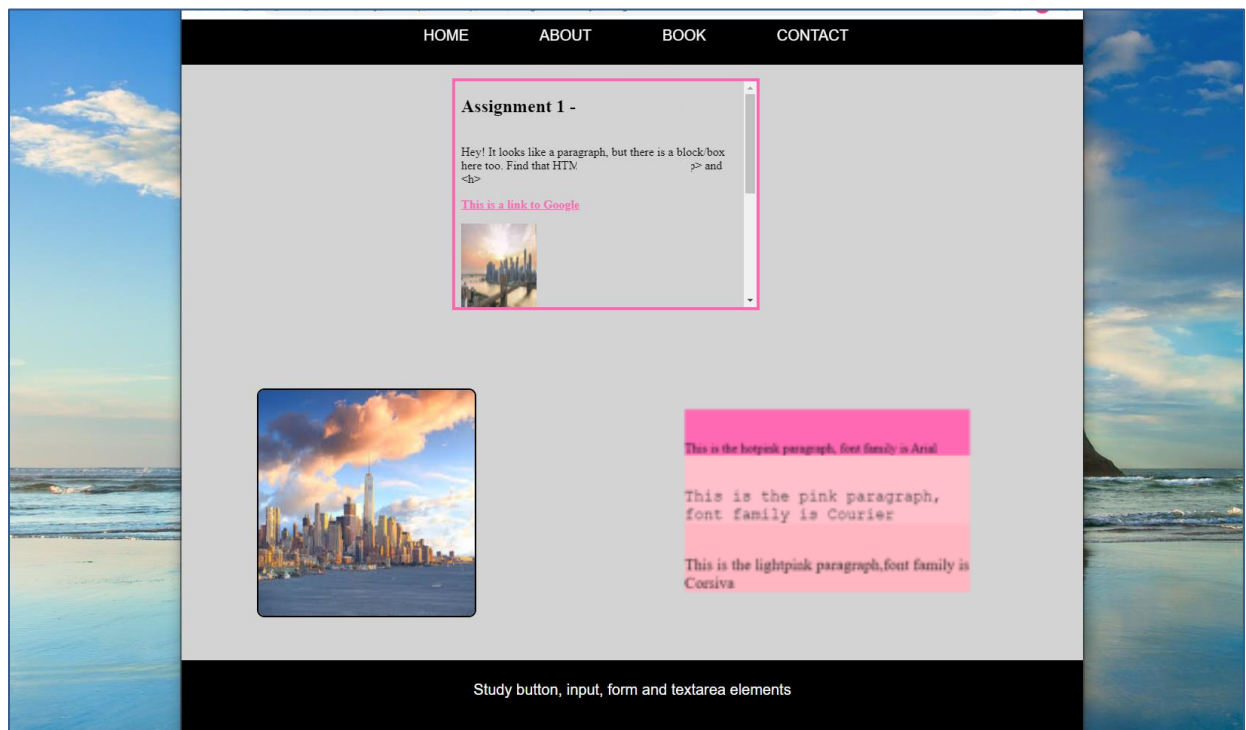 HOME ABOUT BOOK CONTACT
Assignment 1 -
Hey! It looks like a paragraph, but there is a block/box
here too. Find that HTM p> and
<h>
This is a link to Google
This is the hotpink paragraph, font family is Arial
This is the pink paragraph,
font family is Courier
This is the lightpink paragraph,font family is
Corsiva
Study button, input, form and textarea elements